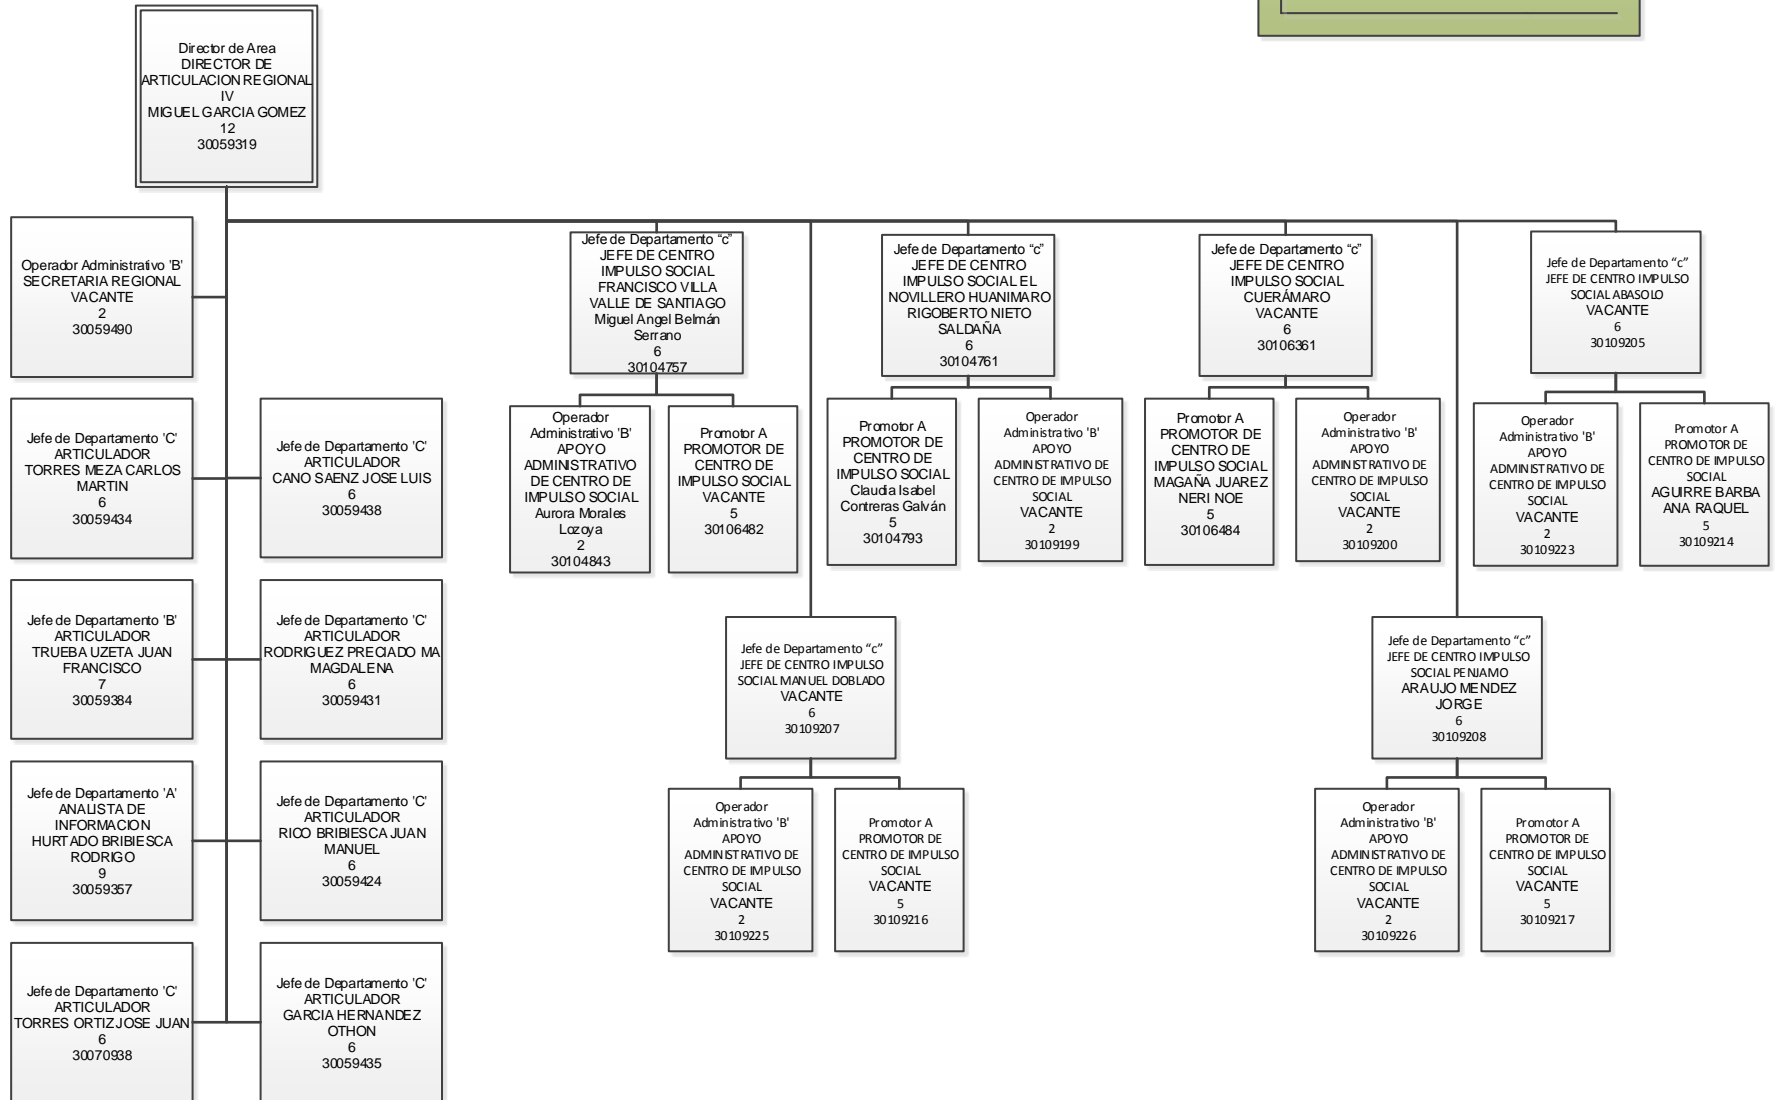 Director de Area
DIRECTOR DE
ARTICULACION REGIONAL
IV
MIGUEL GARCIA GOMEZ
12
30059319
Operador Administrativo 'B'
SECRETARIA REGIONAL
VACANTE
2
30059490
Jefe de Departamento 'C'
ARTICULADOR
TORRES MEZA CARLOS
MARTIN
6
30059434
Jefe de Departamento 'C'
ARTICULADOR
CANO SAENZ JOSE LUIS
6
30059438
Jefe de Departamento 'B'
ARTICULADOR
TRUEBA UZETA JUAN
FRANCISCO
7
30059384
Jefe de Departamento 'C'
ARTICULADOR
RODRIGUEZ PRECIADO MA
MAGDALENA
6
30059431
Jefe de Departamento 'A'
ANALISTA DE
INFORMACION
HURTADO BRIBIESCA
RODRIGO
9
30059357
Jefe de Departamento 'C'
ARTICULADOR
RICO BRIBIESCA JUAN
MANUEL
6
30059424
Jefe de Departamento 'C'
ARTICULADOR
TORRES ORTIZ JOSE JUAN
6
30070938
Jefe de Departamento 'C'
ARTICULADOR
GARCIA HERNANDEZ
OTHON
6
30059435
Jefe de Departamento “c”
JEFE DE CENTRO
IMPULSO SOCIAL
FRANCISCO VILLA
VALLE DE SANTIAGO
Miguel Angel Belmán
Serrano
6
30104757
Operador
Administrativo 'B'
APOYO
ADMINISTRATIVO
DE CENTRO DE
IMPULSO SOCIAL
Aurora Morales
Lozoya
2
30104843
Promotor A
PROMOTOR DE
CENTRO DE
IMPULSO SOCIAL
VACANTE
5
30106482
Jefe de Departamento “c”
JEFE DE CENTRO
IMPULSO SOCIAL EL
NOVILLERO HUANIMARO
RIGOBERTO NIETO
SALDAÑA
6
30104761
Promotor A
PROMOTOR DE
CENTRO DE
IMPULSO SOCIAL
Claudia Isabel
Contreras Galván
5
30104793
Operador
Administrativo 'B'
APOYO
ADMINISTRATIVO DE
CENTRO DE IMPULSO
SOCIAL
VACANTE
2
30109199
Jefe de Departamento “c”
JEFE DE CENTRO
IMPULSO SOCIAL
CUERÁMARO
VACANTE
6
30106361
Promotor A
PROMOTOR DE
CENTRO DE
IMPULSO SOCIAL
MAGAÑA JUAREZ
NERI NOE
5
30106484
Operador
Administrativo 'B'
APOYO
ADMINISTRATIVO DE
CENTRO DE IMPULSO
SOCIAL
VACANTE
2
30109200
Jefe de Departamento “c”
JEFE DE CENTRO IMPULSO
SOCIAL ABASOLO
VACANTE
6
30109205
Operador
Administrativo 'B'
APOYO
ADMINISTRATIVO DE
CENTRO DE IMPULSO
SOCIAL
VACANTE
2
30109223
Promotor A
PROMOTOR DE
CENTRO DE IMPULSO
SOCIAL
AGUIRRE BARBA
ANA RAQUEL
5
30109214
Jefe de Departamento “c”
JEFE DE CENTRO IMPULSO
SOCIAL MANUEL DOBLADO
VACANTE
6
30109207
Operador
Administrativo 'B'
APOYO
ADMINISTRATIVO DE
CENTRO DE IMPULSO
SOCIAL
VACANTE
2
30109225
Promotor A
PROMOTOR DE
CENTRO DE IMPULSO
SOCIAL
VACANTE
5
30109216
Jefe de Departamento “c”
JEFE DE CENTRO IMPULSO
SOCIAL PENJAMO
ARAUJO MENDEZ
JORGE
6
30109208
Operador
Administrativo 'B'
APOYO
ADMINISTRATIVO DE
CENTRO DE IMPULSO
SOCIAL
VACANTE
2
30109226
Promotor A
PROMOTOR DE
CENTRO DE IMPULSO
SOCIAL
VACANTE
5
30109217